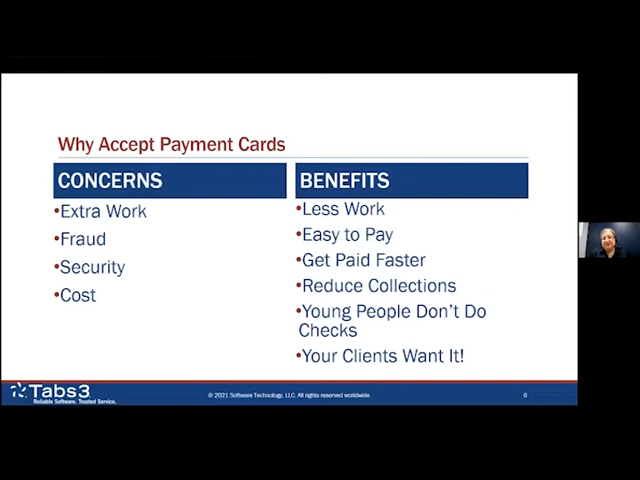 Why Accept Payment Cards
CONCERNS
•Extra Work
•Fraud
•Security
•Cost
BENEFITS
•Less Work
•Easy to Pay
•Get Paid Faster
•Reduce Collections
•Young People Don't Do
Checks
•Your Clients Want It!
Tabs3
Reliable Software. Trusted Service.
© 2021 Software Technology, LLC. All rights reserved worldwide.
6